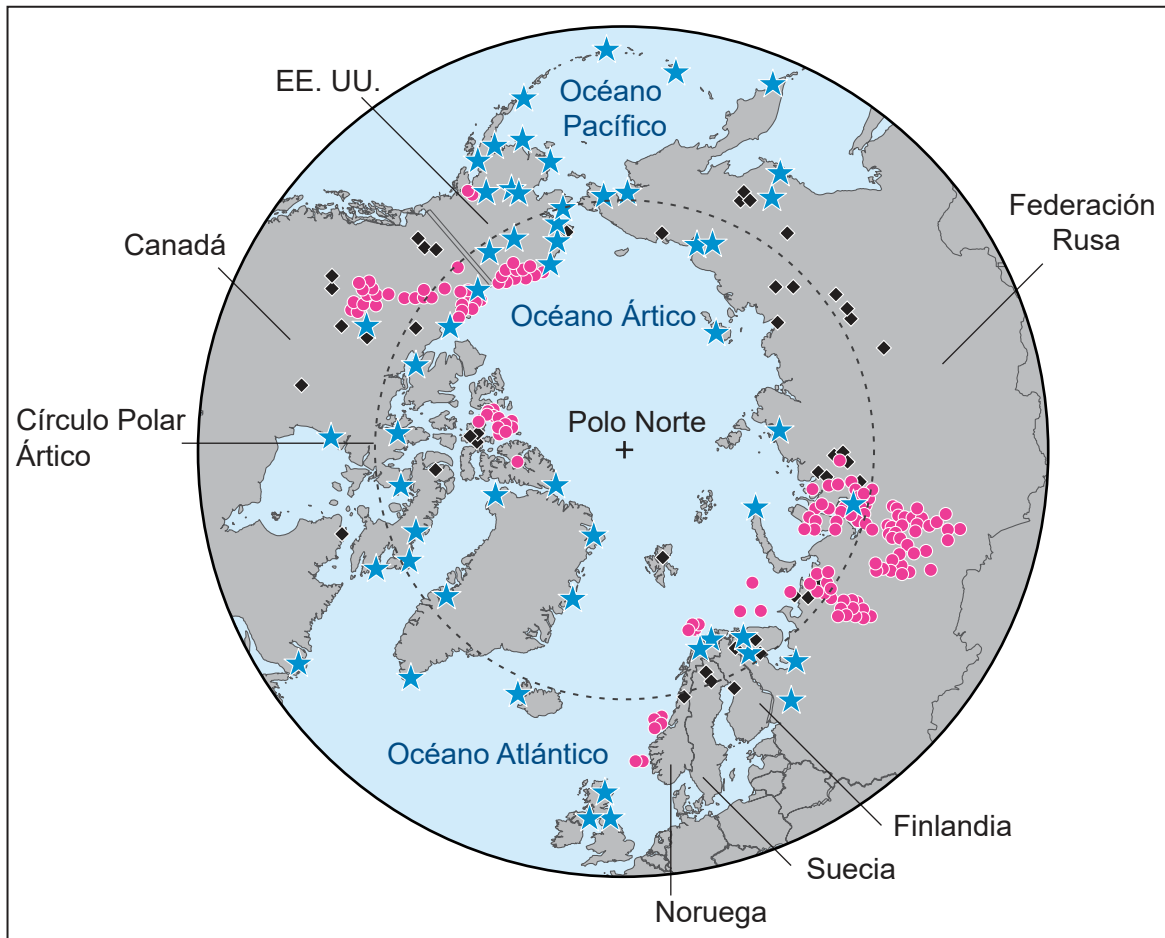 EE. UU.
Océano
Pacífico
Federación
Rusa
Canadá
Océano Ártico
Círculo Polar
Ártico
Polo Norte
Océano Atlántico
Finlandia
Suecia
Noruega